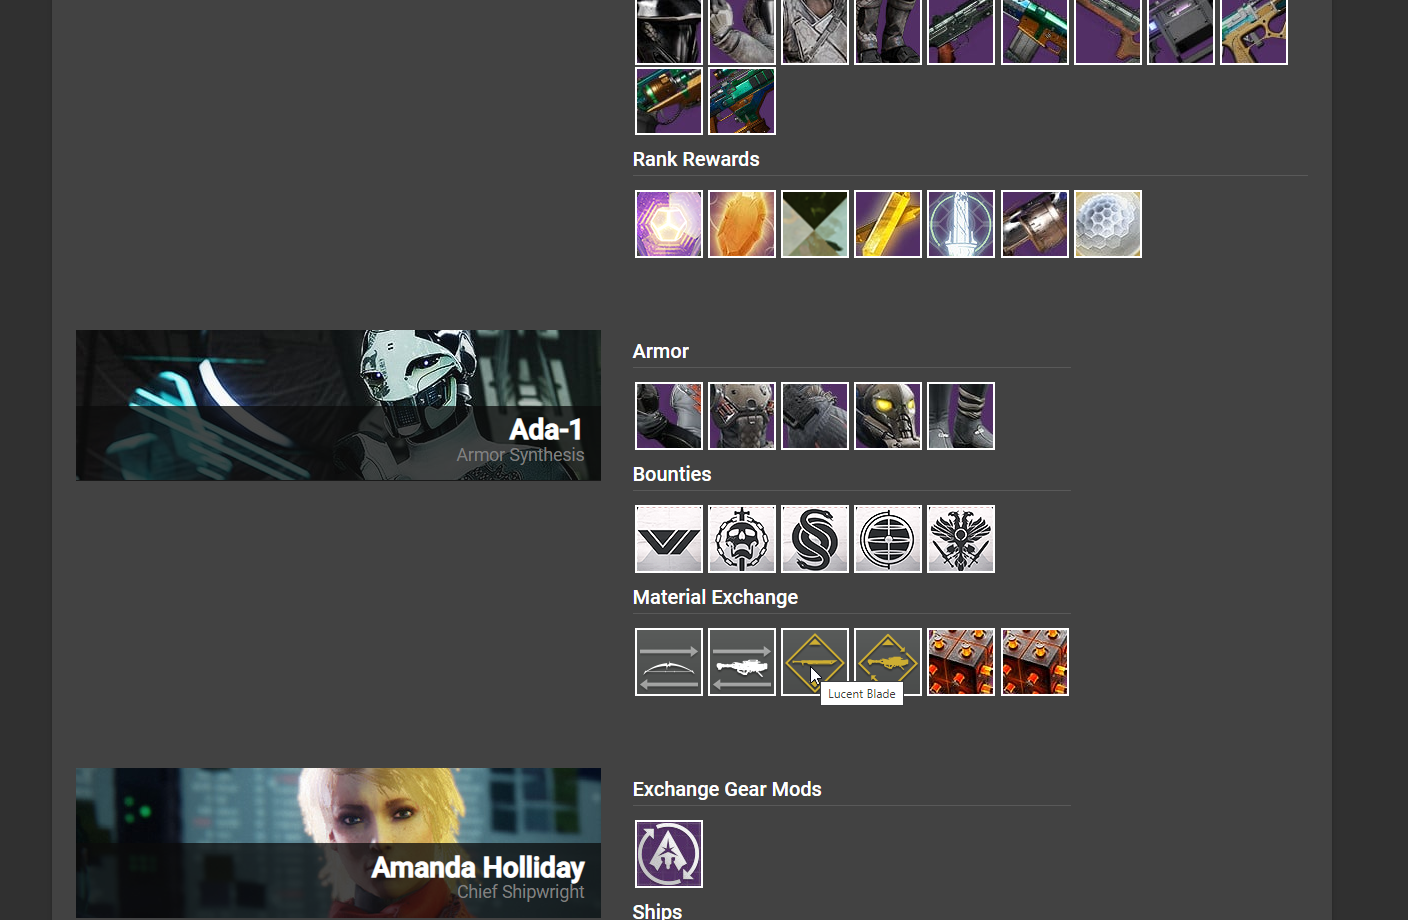 Rank Rewards
Ada-1
Armor Synthesis
Armor
Bounties
Material Exchange
Lucent Blade
Amanda Holliday
Chief Shipwright
Exchange Gear Mods
Ships